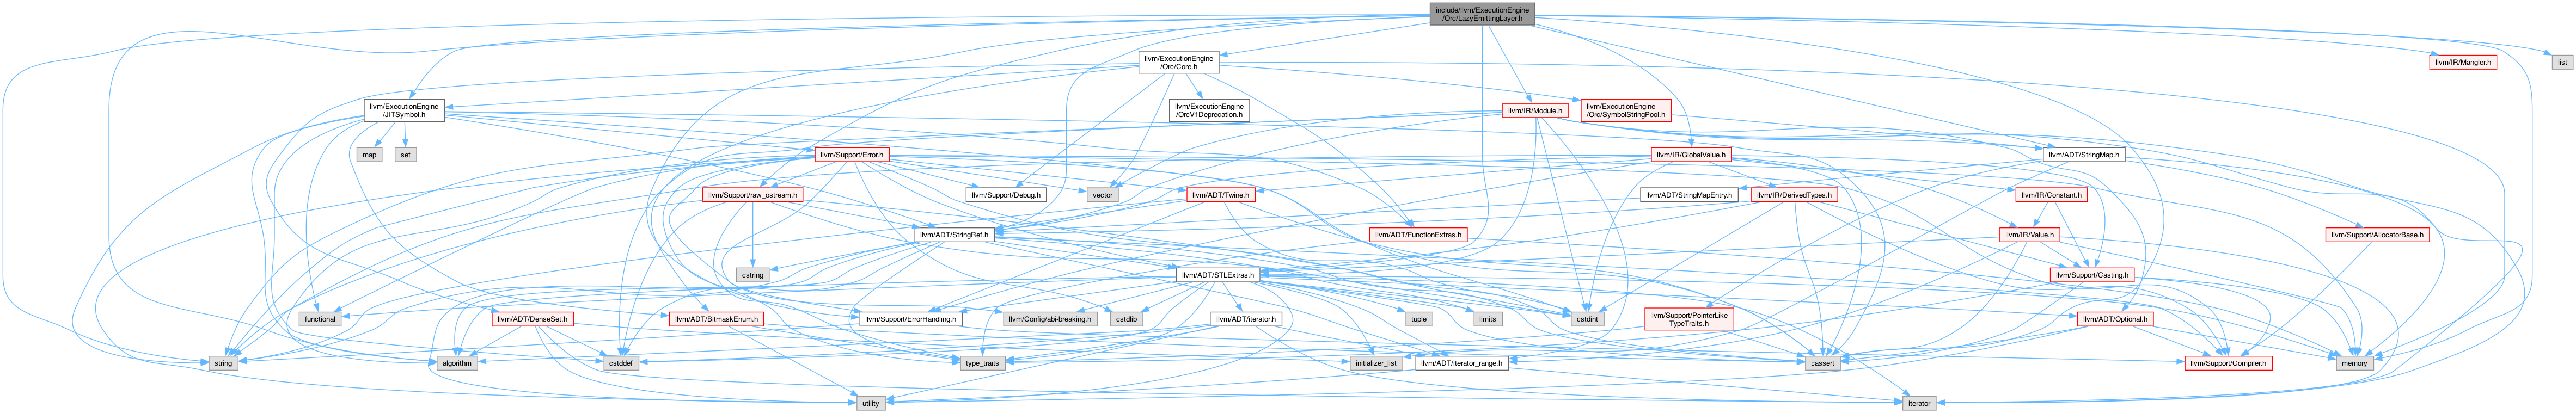 include/llvm/ExecutionEngine
/Orc/LazyEmittingLayer.h
llvm/ExecutionEngine
/Orc/Core.h
llvm/IR/Mangler.h
list
llvm/ExecutionEngine
/JITSymbol.h
llvm/ExecutionEngine
/OrcV1Deprecation.h
llvm/IR/Module.h
llvm/ExecutionEngine
/Orc/SymbolStringPool.h
map
set
llvm/Support/Error.h
llvm/IR/GlobalValue.h
llvm/ADT/StringMap.h
llvm/Support/raw_ostream.h
llvm/Support/Debug.h
vector
llvm/ADT/Twine.h
llvm/IR/DerivedTypes.h
llvm/ADT/StringMapEntry.h
llvm/IR/Constant.h
llvm/ADT/StringRef.h
llvm/ADT/FunctionExtras.h
llvm/IR/Value.h
llvm/Support/AllocatorBase.h
cstring
llvm/ADT/STLExtras.h
llvm/Support/Casting.h
functional
llvm/ADT/DenseSet.h
llvm/ADT/BitmaskEnum.h
llvm/Support/ErrorHandling.h
llvm/Config/abi-breaking.h
cstdlib
llvm/ADT/iterator.h
tuple
limits
cstdint
llvm/Support/PointerLike
TypeTraits.h
llvm/ADT/Optional.h
string
algorithm
cstddef
type_traits
initializer_list
llvm/ADT/iterator_range.h
cassert
llvm/Support/Compiler.h
memory
utility
iterator